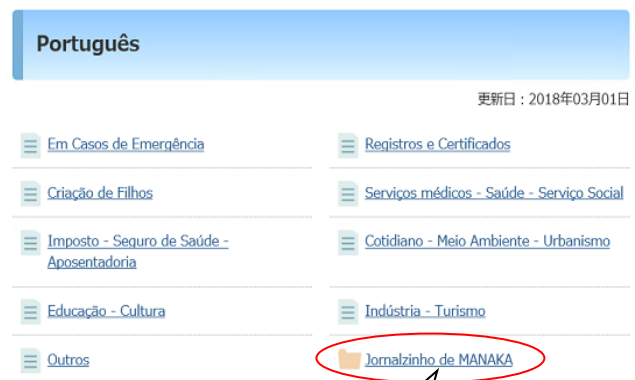 Português
更新日：2018年03月01日
Em Casos de Emergência
Registros e Certificados
Criação de Filhos
Serviços médicos - Saúde - Serviço Social
Imposto - Seguro de Saúde -
Aposentadoria
Cotidiano - Meio Ambiente - Urbanismo
Educação - Cultura
Indústria - Turismo
Outros
Jornalzinho de MANAKA